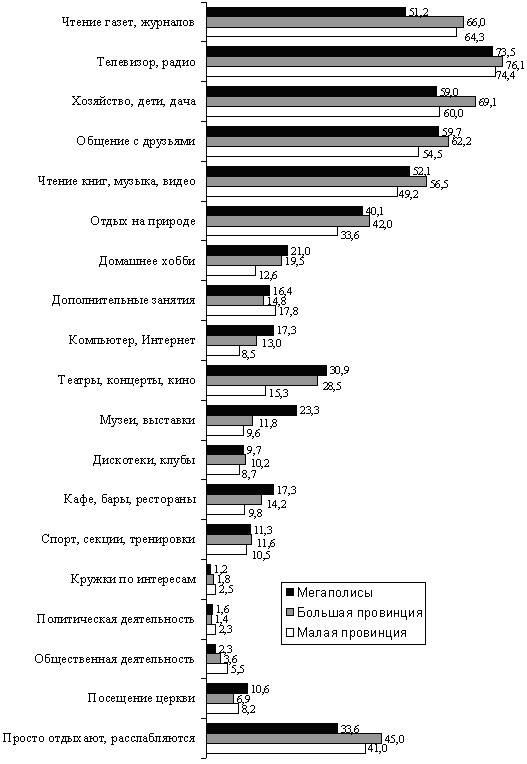 Чтение газет, журналов
51,2
66,0
64,3
Телевизор, радио
73,5
76,1
74,4
Хозяйство, дети, дача
59,0
69,1
60,0
Общение с друзьями
59,7
62,2
54,5
Чтение книг, музыка, видео
52,1
56,5
49,2
Отдых на природе
40,1
42,0
33,6
Домашнее хобби
21,0
19,5
12,6
Дополнительные занятия
16,4
14,8
17,8
Компьютер, Интернет
17,3
13,0
8,5
Театры, концерты, кино
30,9
28,5
15,3
Музеи, выставки
23,3
11,8
9,6
Дискотеки, клубы
9,7
10,2
8,7
Кафе, бары, рестораны
17,3
14,2
9,8
Спорт, секции, тренировки
11,3
11,6
10,5
Кружки по интересам
1,2
1,8
2,5
Политическая деятельность
1,6
1,4
2,3
Общественная деятельность
2,3
3,6
5,5
Посещение церкви
10,6
6,9
8,2
Просто отдыхают, расслабляются
33,6
45,0
41,0
Мегаполисы
Большая провинция
Малая провинция